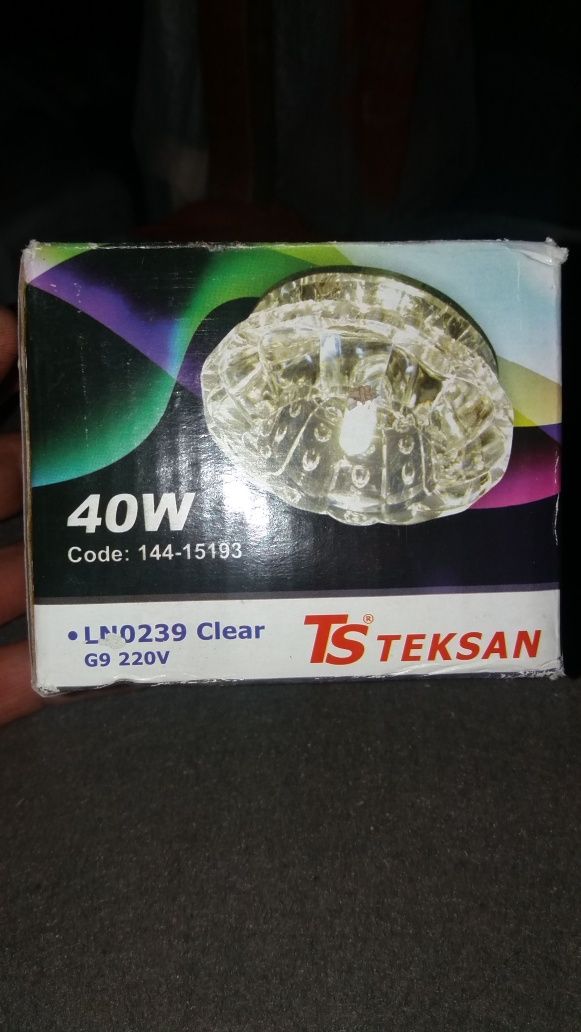 40W
Code: 144-15193
• LN0239 Clear
G9 220V
TS® TEKSAN